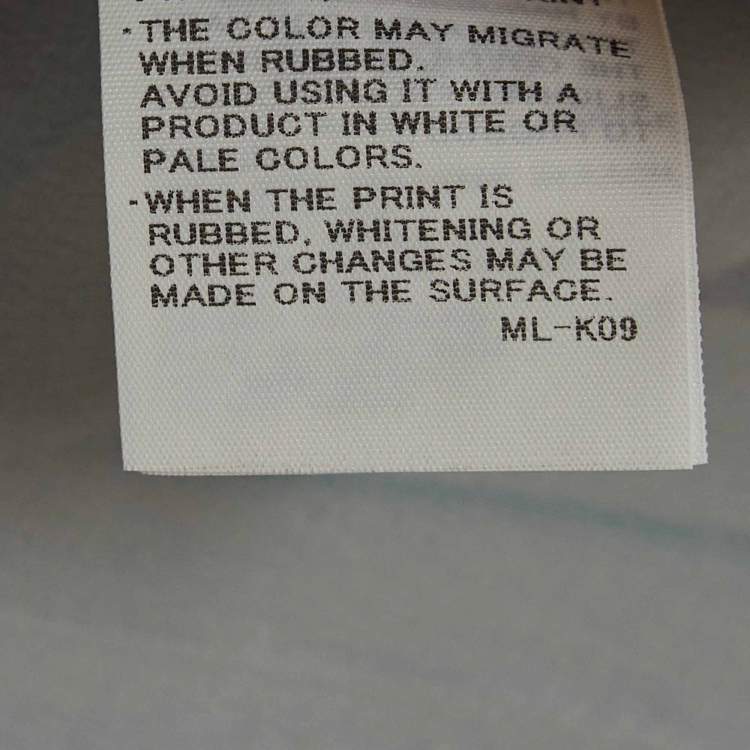 ·THE COLOR MAY MIGRATE
WHEN RUBBED.
AVOID USING IT WITH A
PRODUCT IN WHITE OR
PALE COLORS.
·WHEN THE PRINT IS
RUBBED, WHITENING OR
OTHER CHANGES MAY BE
MADE ON THE SURFACE.
ML-K09